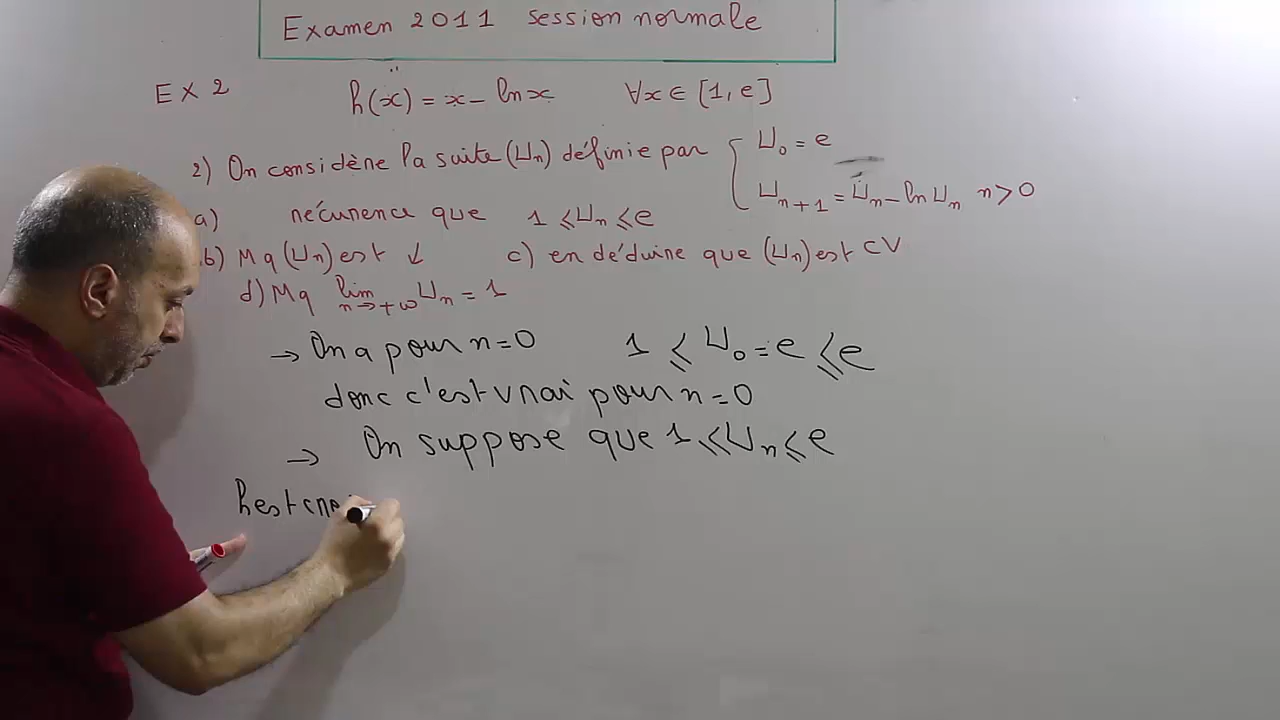 Examen 2011 session normale
EX 2 h(x) = x - ln x ∀x ∈ [1, e]
2) On considère la suite (Un) définie par { U0 = e
Un+1 = Un - ln Un n > 0
a) récurence que 1 ≤ Un ≤ e
b) Mq (Un) est ↓ c) en déduire que (Un) est CV
d) Mq lim n→+∞ Un = 1
→ On a pour n = 0 1 ≤ U0 = e ≤ e
donc c'est vrai pour n = 0
→ On suppose que 1 ≤ Un ≤ e
h est